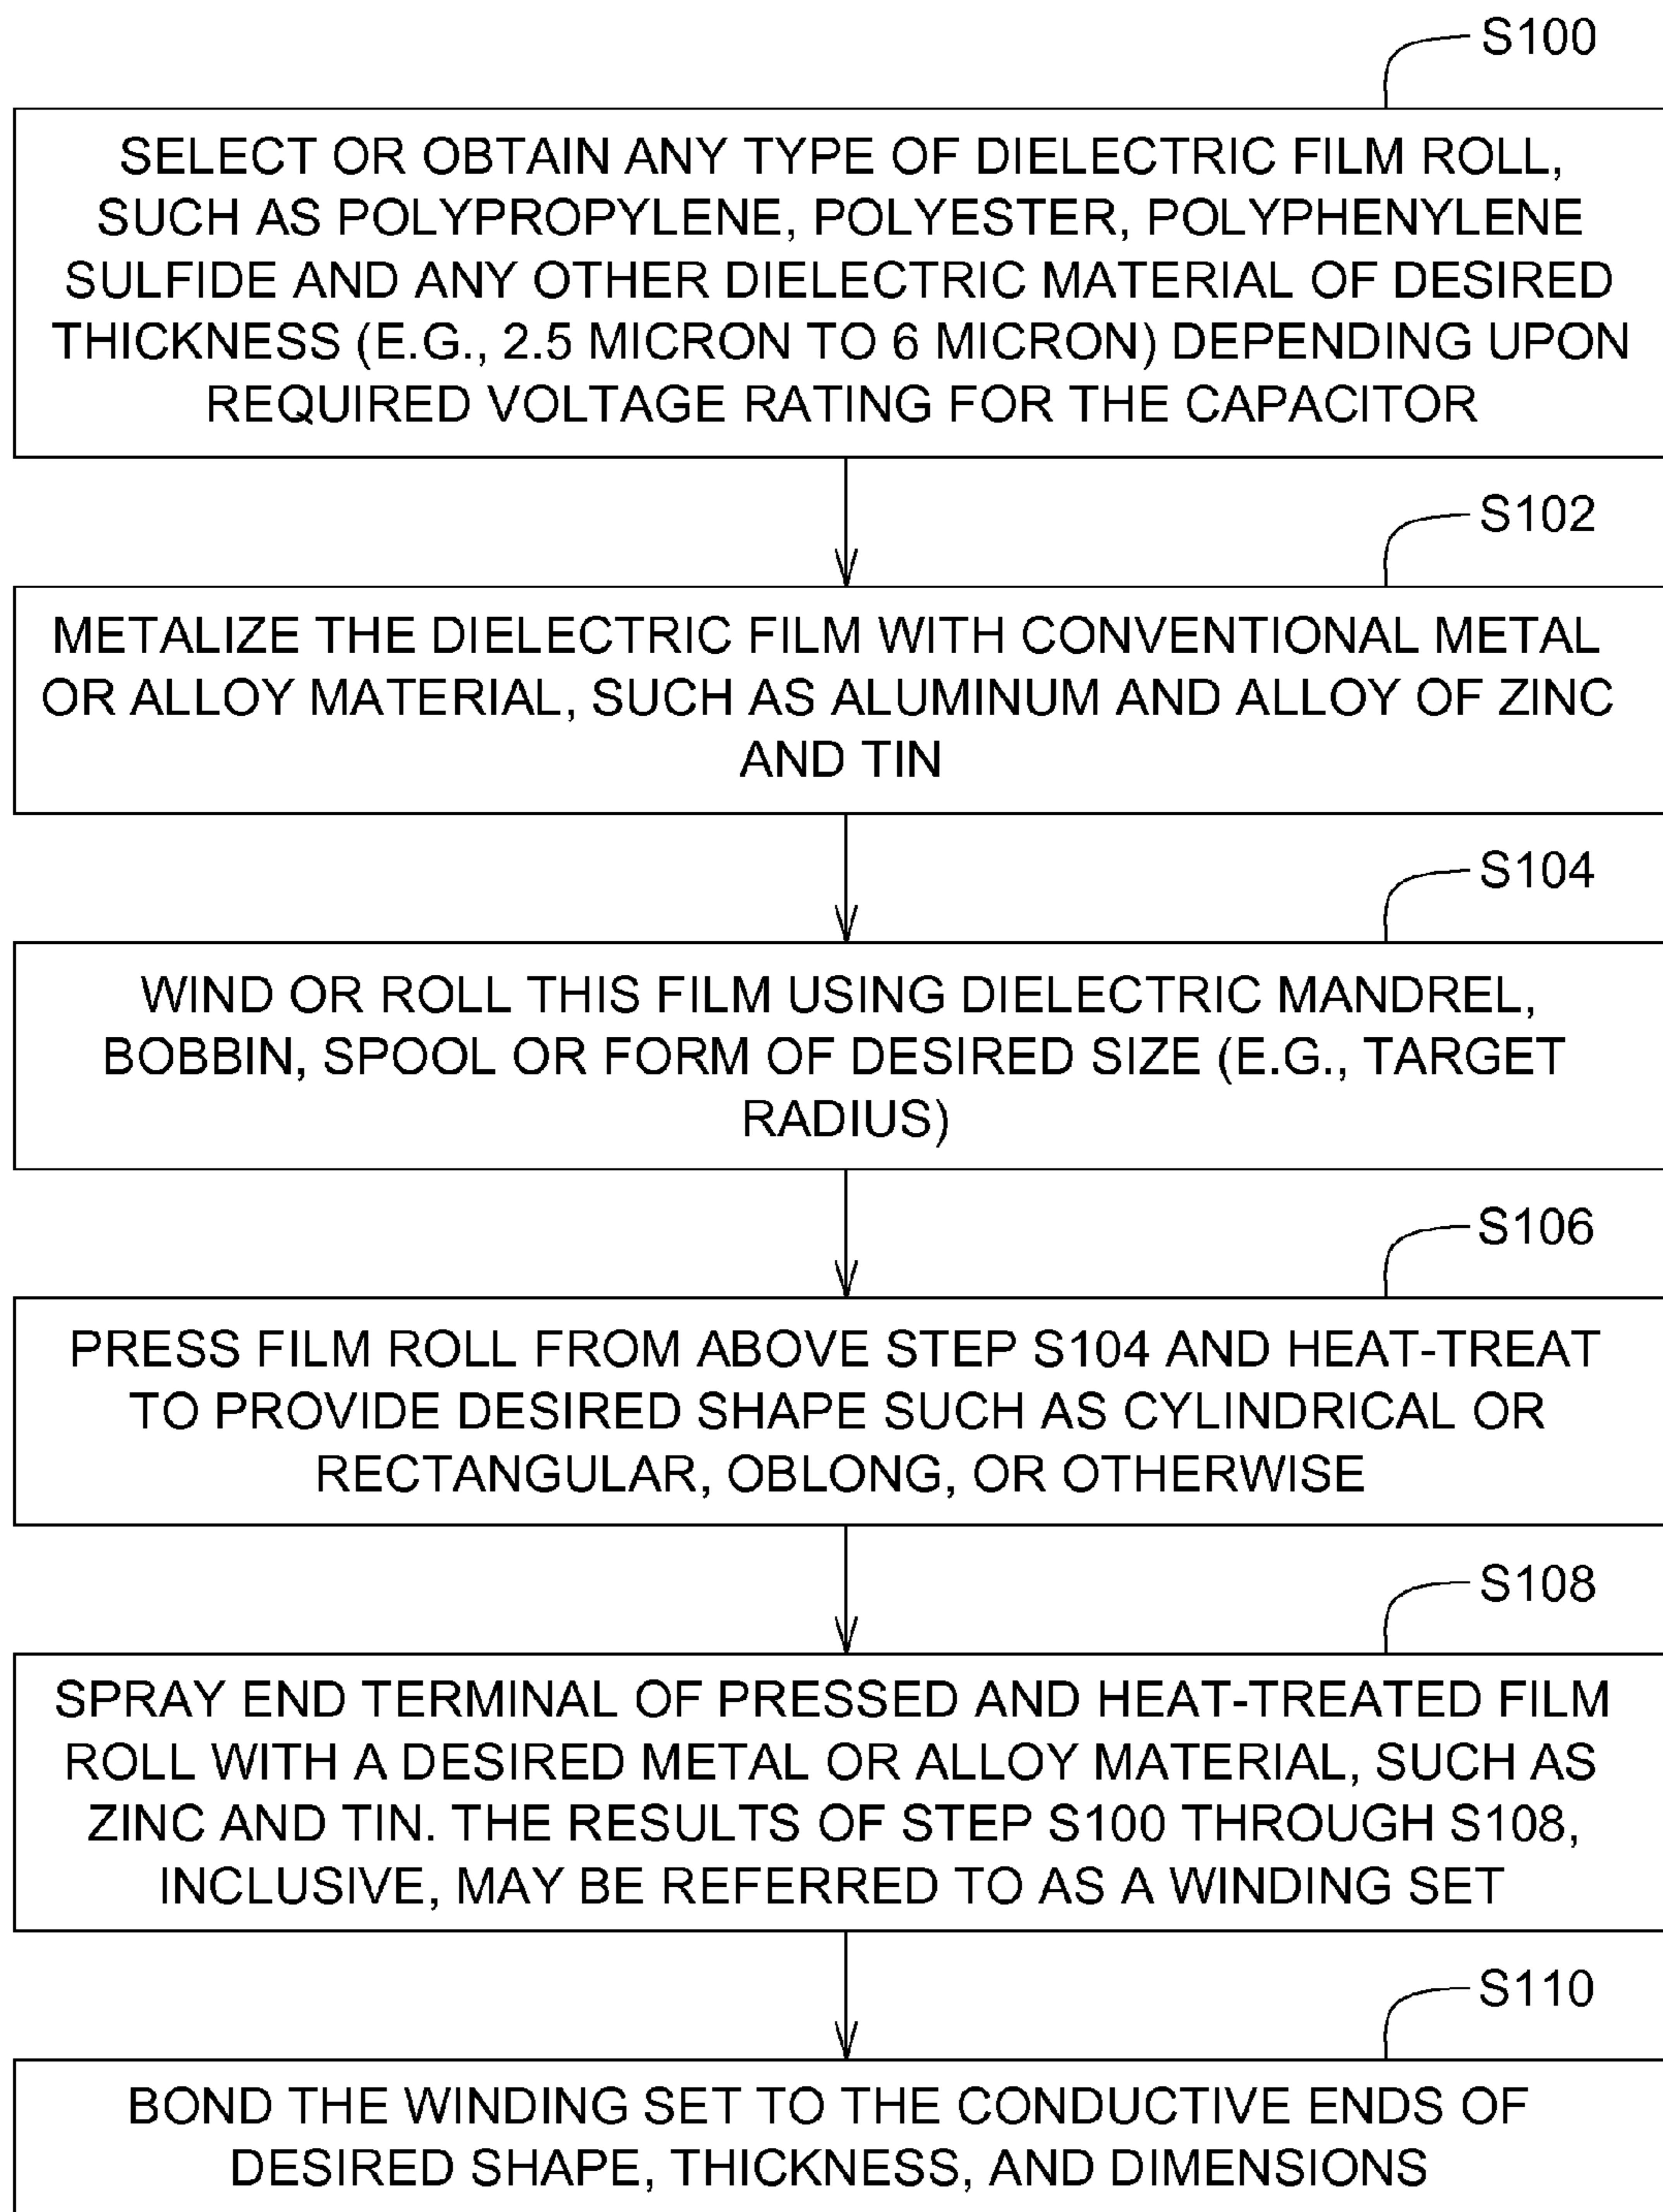 S100
SELECT OR OBTAIN ANY TYPE OF DIELECTRIC FILM ROLL,
SUCH AS POLYPROPYLENE, POLYESTER, POLYPHENYLENE
SULFIDE AND ANY OTHER DIELECTRIC MATERIAL OF DESIRED
THICKNESS (E.G., 2.5 MICRON TO 6 MICRON) DEPENDING UPON
REQUIRED VOLTAGE RATING FOR THE CAPACITOR
S102
METALIZE THE DIELECTRIC FILM WITH CONVENTIONAL METAL
OR ALLOY MATERIAL, SUCH AS ALUMINUM AND ALLOY OF ZINC
AND TIN
S104
WIND OR ROLL THIS FILM USING DIELECTRIC MANDREL,
BOBBIN, SPOOL OR FORM OF DESIRED SIZE (E.G., TARGET
RADIUS)
S106
PRESS FILM ROLL FROM ABOVE STEP S104 AND HEAT-TREAT
TO PROVIDE DESIRED SHAPE SUCH AS CYLINDRICAL OR
RECTANGULAR, OBLONG, OR OTHERWISE
S108
SPRAY END TERMINAL OF PRESSED AND HEAT-TREATED FILM
ROLL WITH A DESIRED METAL OR ALLOY MATERIAL, SUCH AS
ZINC AND TIN. THE RESULTS OF STEP S100 THROUGH S108,
INCLUSIVE, MAY BE REFERRED TO AS A WINDING SET
S110
BOND THE WINDING SET TO THE CONDUCTIVE ENDS OF
DESIRED SHAPE, THICKNESS, AND DIMENSIONS